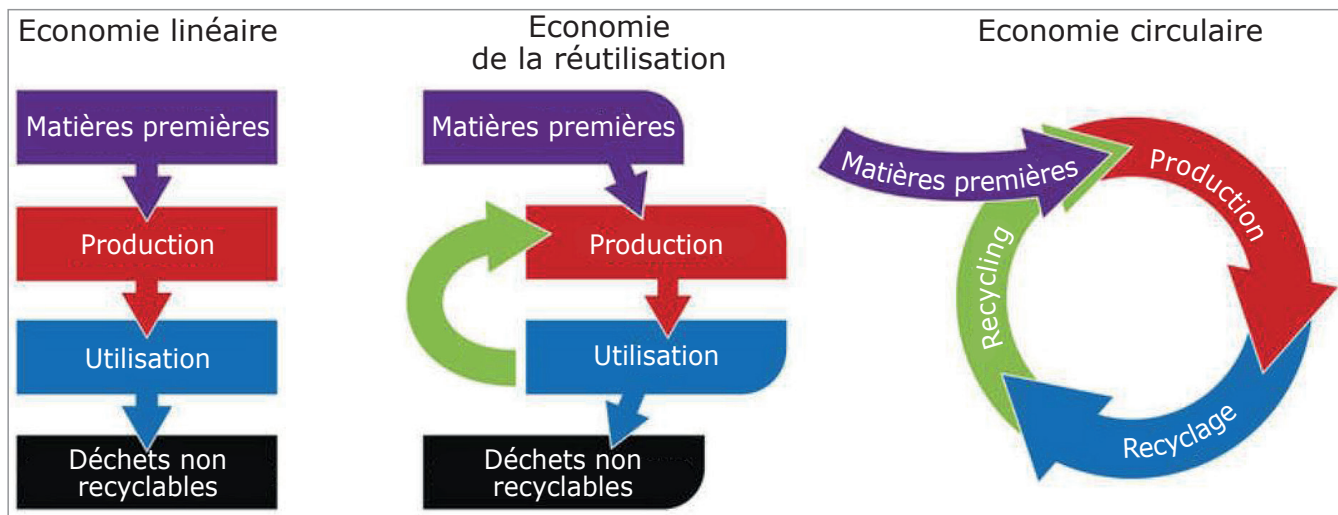 Economie linéaire
Matières premières
Production
Utilisation
Déchets non
recyclables
Economie
de la réutilisation
Matières premières
Production
Utilisation
Déchets non
recyclables
Economie circulaire
Matières premières
Production
Recyclage
Recycling